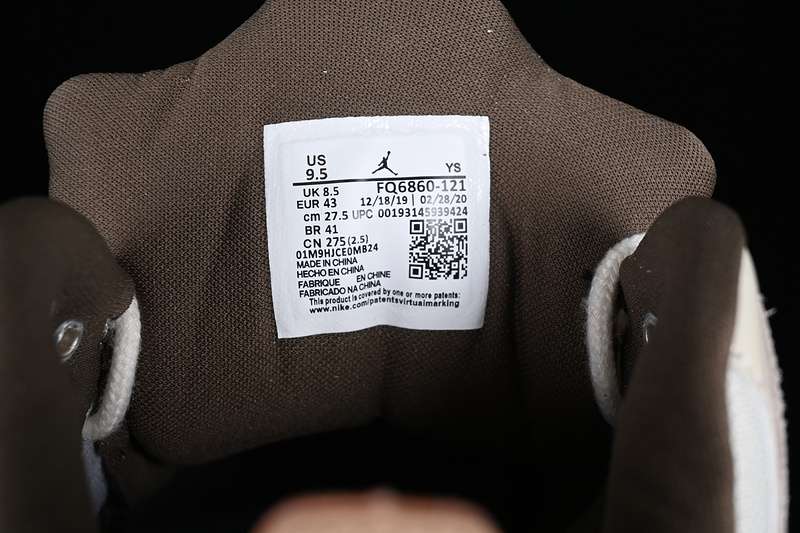 US
9.5 YS
UK 8.5 FQ6860-121
EUR 43 12/18/19 | 02/28/20
cm 27.5 UPC 00193145939424
BR 41
CN 275 (2.5)
01M9HJCE0MB24
MADE IN CHINA
HECHO EN CHINA
FABRIQUE EN CHINE
FABRICADO NA CHINA
This product is covered by one or more patents:
www.nike.com/patentsvirtualmarking